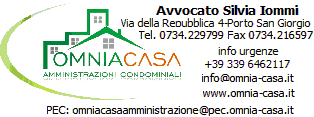 Avvocato Silvia Iommi
Via della Repubblica 4-Porto San Giorgio
Tel. 0734.229799 Fax 0734.216597
OMNIACASA
AMMINISTRAZIONI CONDOMINIALI
info urgenze
+39 339 6462117
info@omnia-casa.it
www.omnia-casa.it
PEC: omniacasaamministrazione@pec.omnia-casa.it